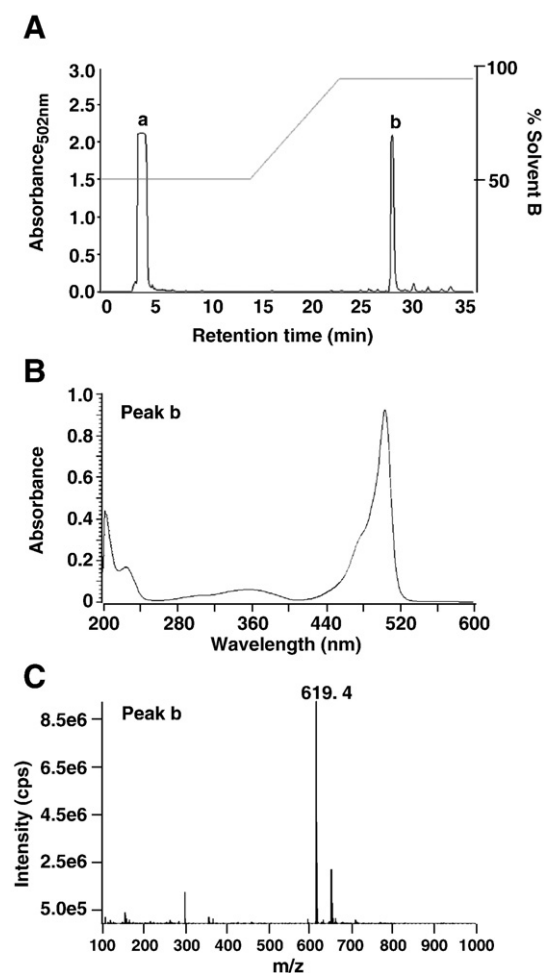 A
3.0
2.5
2.0
1.5
1.0
0.5
0.0
Absorbance502nm
a
b
100
50
% Solvent B
0 5 10 15 20 25 30 35
Retention time (min)
B
Peak b
1.0
0.8
0.6
0.4
0.2
0
Absorbance
200 280 360 440 520 600
Wavelength (nm)
C
Peak b
619. 4
8.5e6
6.5e6
4.5e6
2.5e6
5.0e5
Intensity (cps)
100 200 300 400 500 600 700 800 900 1000
m/z